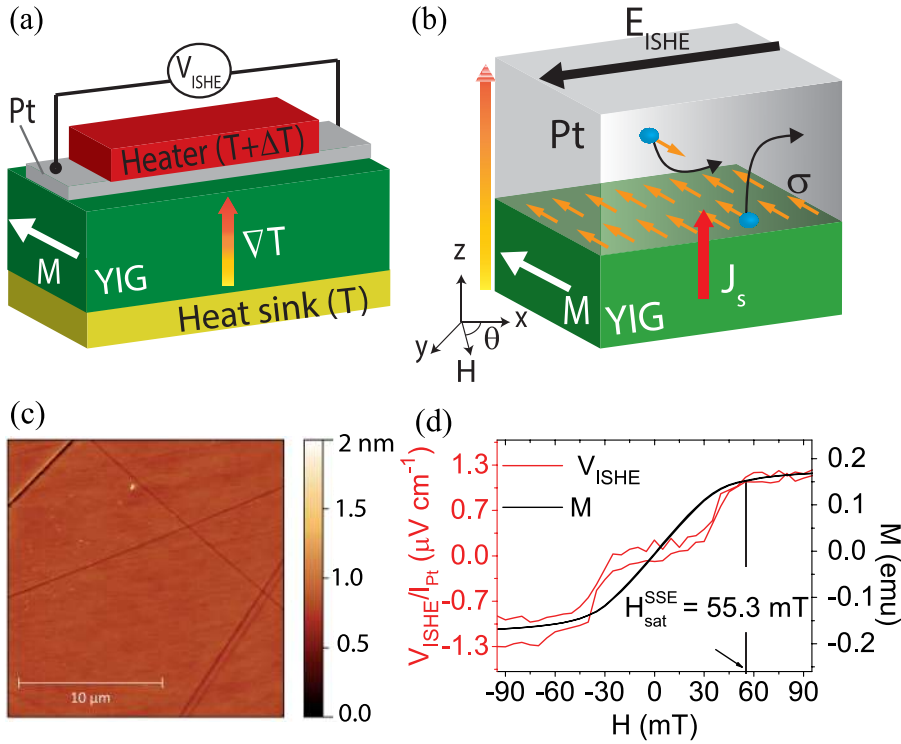 (a)
V_ISHE
Pt
Heater (T+ΔT)
∇T
M
YIG
Heat sink (T)
(b)
E_ISHE
Pt
σ
z
M
J_s
YIG
x
θ
y
H
(c)
2 nm
1.5
1.0
0.5
0.0
10 μm
(d)
1.3
0.7
0.0
-0.7
-1.3
V_ISHE/l_Pt (μV cm⁻¹)
V_ISHE
M
H_sat^SSE = 55.3 mT
0.2
0.1
0.0
-0.1
-0.2
M (emu)
-90 -60 -30 0 30 60 90
H (mT)